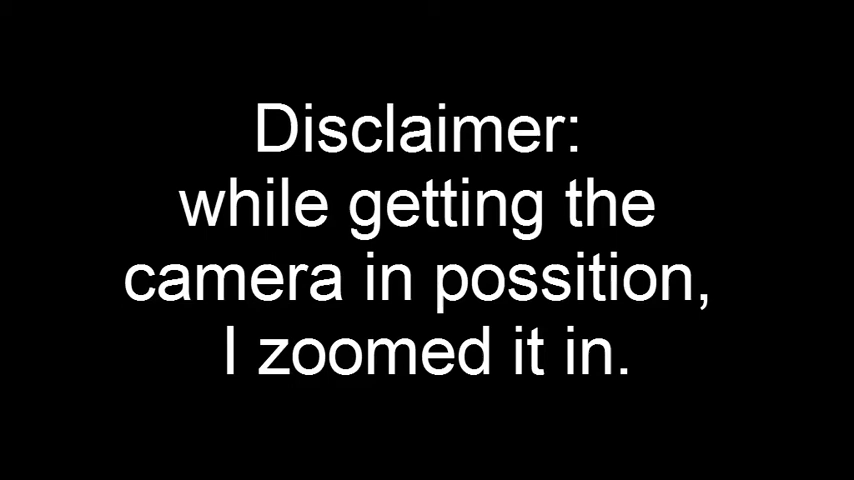 Disclaimer:
while getting the
camera in possition,
I zoomed it in.